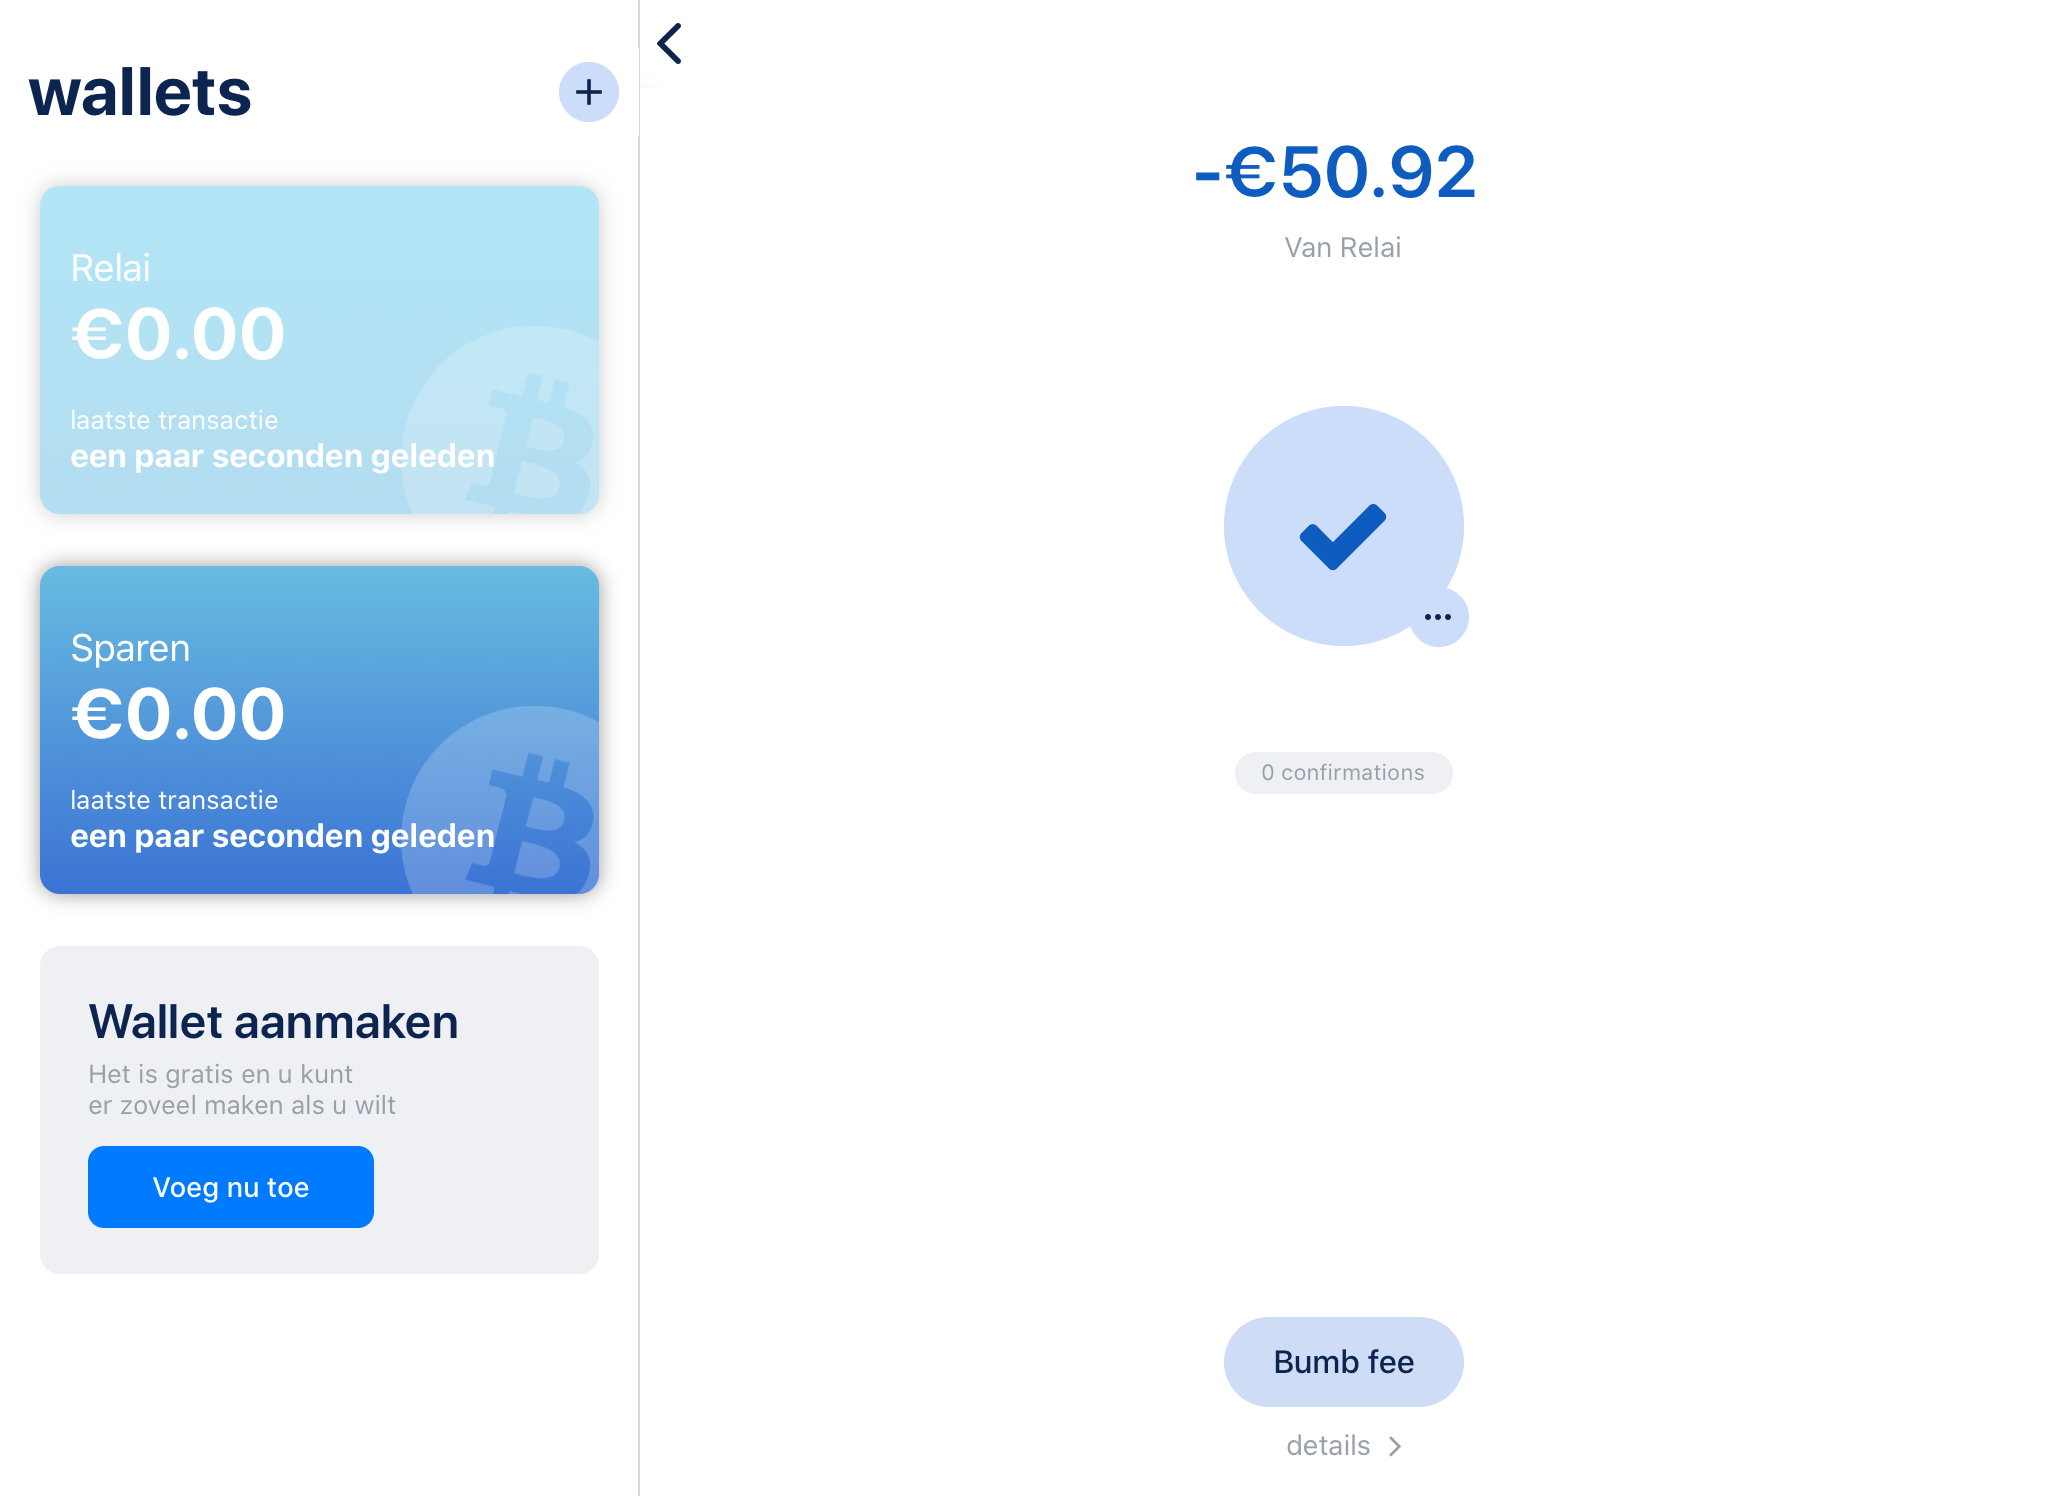 wallets
Relai
€0.00
laatste transactie
een paar seconden geleden
Sparen
€0.00
laatste transactie
een paar seconden geleden
Wallet aanmaken
Het is gratis en u kunt
er zoveel maken als u wilt
Voeg nu toe
-€50.92
Van Relai
0 confirmations
Bumb fee
details